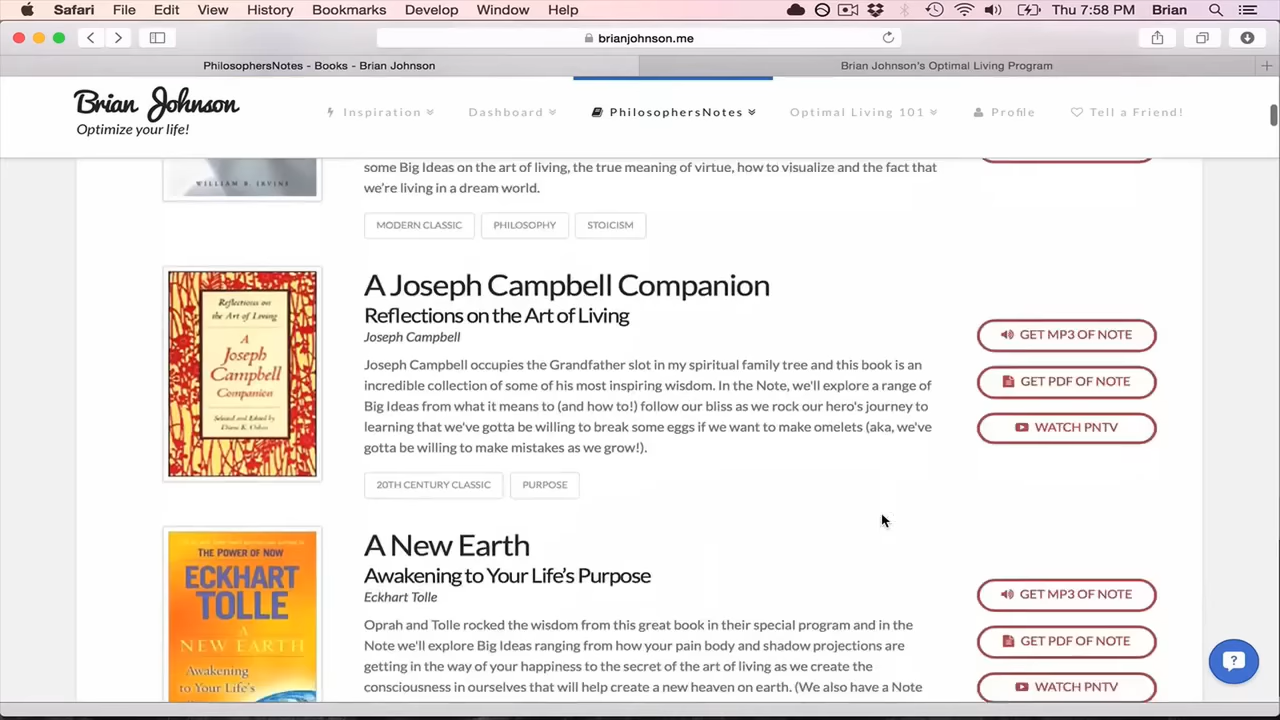 Safari File Edit View History Bookmarks Develop Window Help Thu 7:58 PM Brian
brianjohnson.me
PhilosophersNotes - Books - Brian Johnson
Brian Johnson's Optimal Living Program
Brian Johnson
Optimize your life!
Inspiration Dashboard PhilosophersNotes Optimal Living 101 Profile Tell a Friend!
WILLIAM B. IRVINE
some Big Ideas on the art of living, the true meaning of virtue, how to visualize and the fact that
we're living in a dream world.
MODERN CLASSIC PHILOSOPHY STOICISM
Reflections on
the Art of Living
A
Joseph
Campbell
Companion
Selected and Edited by
Diane K. Osbon
A Joseph Campbell Companion
Reflections on the Art of Living
Joseph Campbell
Joseph Campbell occupies the Grandfather slot in my spiritual family tree and this book is an
incredible collection of some of his most inspiring wisdom. In the Note, we'll explore a range of
Big Ideas from what it means to (and how to!) follow our bliss as we rock our hero's journey to
learning that we've gotta be willing to break some eggs if we want to make omelets (aka, we've
gotta be willing to make mistakes as we grow!).
20TH CENTURY CLASSIC PURPOSE
GET MP3 OF NOTE
GET PDF OF NOTE
WATCH PNTV
THE POWER OF NOW
ECKHART
TOLLE
A
NEW EARTH
Awakening
to Your Life's
A New Earth
Awakening to Your Life's Purpose
Eckhart Tolle
Oprah and Tolle rocked the wisdom from this great book in their special program and in the
Note we'll explore Big Ideas ranging from how your pain body and shadow projections are
getting in the way of your happiness to the secret of the art of living as we create the
consciousness in ourselves that will help create a new heaven on earth. (We also have a Note
GET MP3 OF NOTE
GET PDF OF NOTE
WATCH PNTV